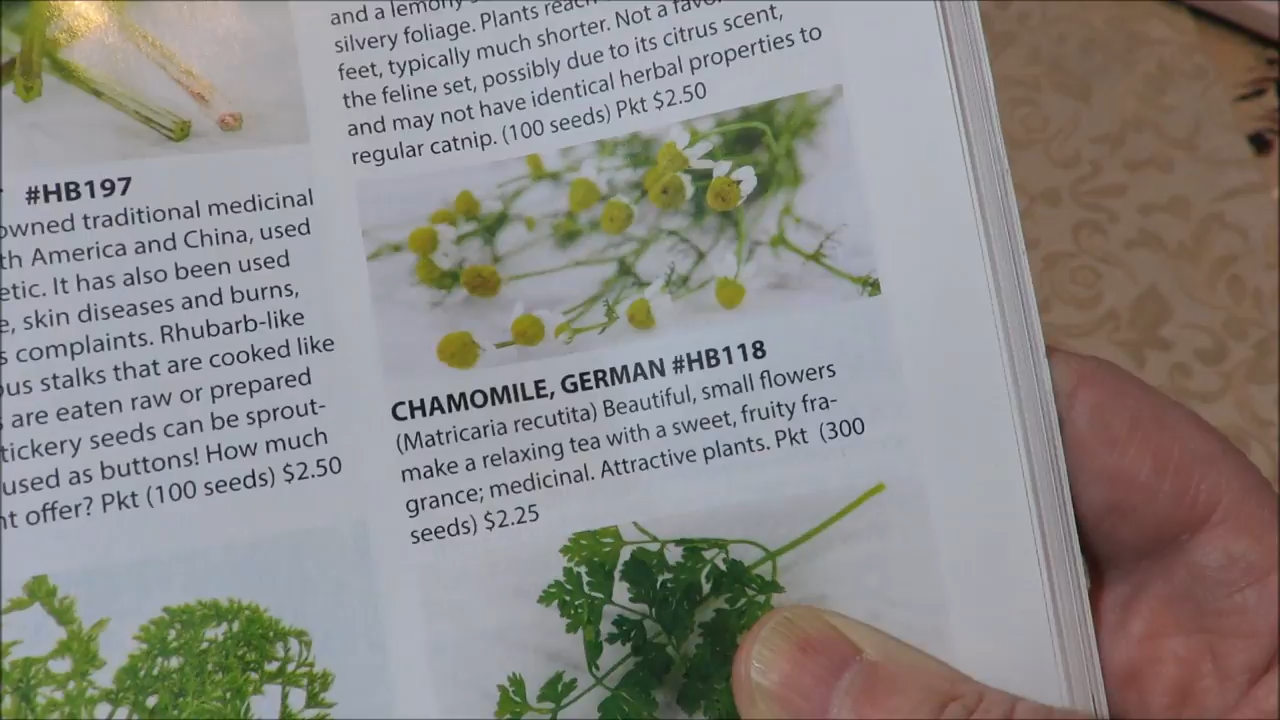 #HB197
owned traditional medicinal
th America and China, used
etic. It has also been used
e, skin diseases and burns,
s complaints. Rhubarb-like
ous stalks that are cooked like
are eaten raw or prepared
tickery seeds can be sprout-
used as buttons! How much
nt offer? Pkt (100 seeds) $2.50
and a lemony
silvery foliage. Plants reach
feet, typically much shorter. Not a favor
the feline set, possibly due to its citrus scent,
and may not have identical herbal properties to
regular catnip. (100 seeds) Pkt $2.50
CHAMOMILE, GERMAN #HB118
(Matricaria recutita) Beautiful, small flowers
make a relaxing tea with a sweet, fruity fra-
grance; medicinal. Attractive plants. Pkt (300
seeds) $2.25